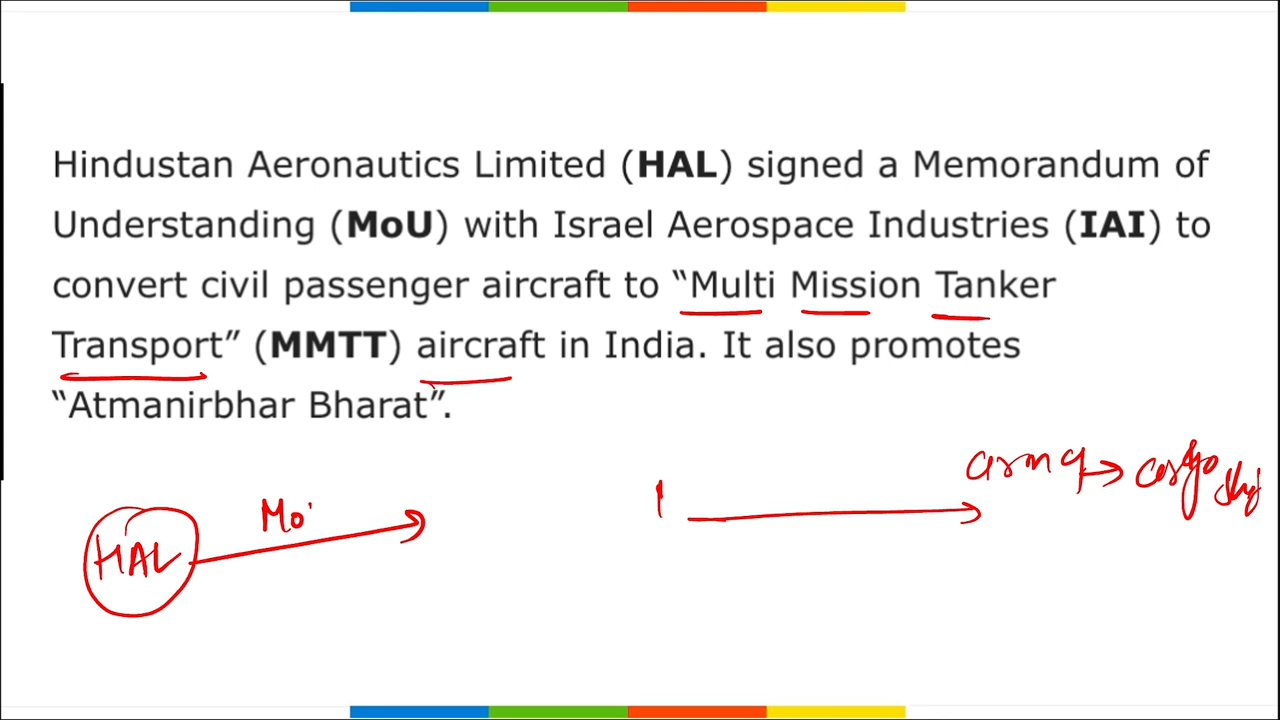 Hindustan Aeronautics Limited (HAL) signed a Memorandum of
Understanding (MoU) with Israel Aerospace Industries (IAI) to
convert civil passenger aircraft to “Multi Mission Tanker
Transport” (MMTT) aircraft in India. It also promotes
“Atmanirbhar Bharat”.
HAL
Mo